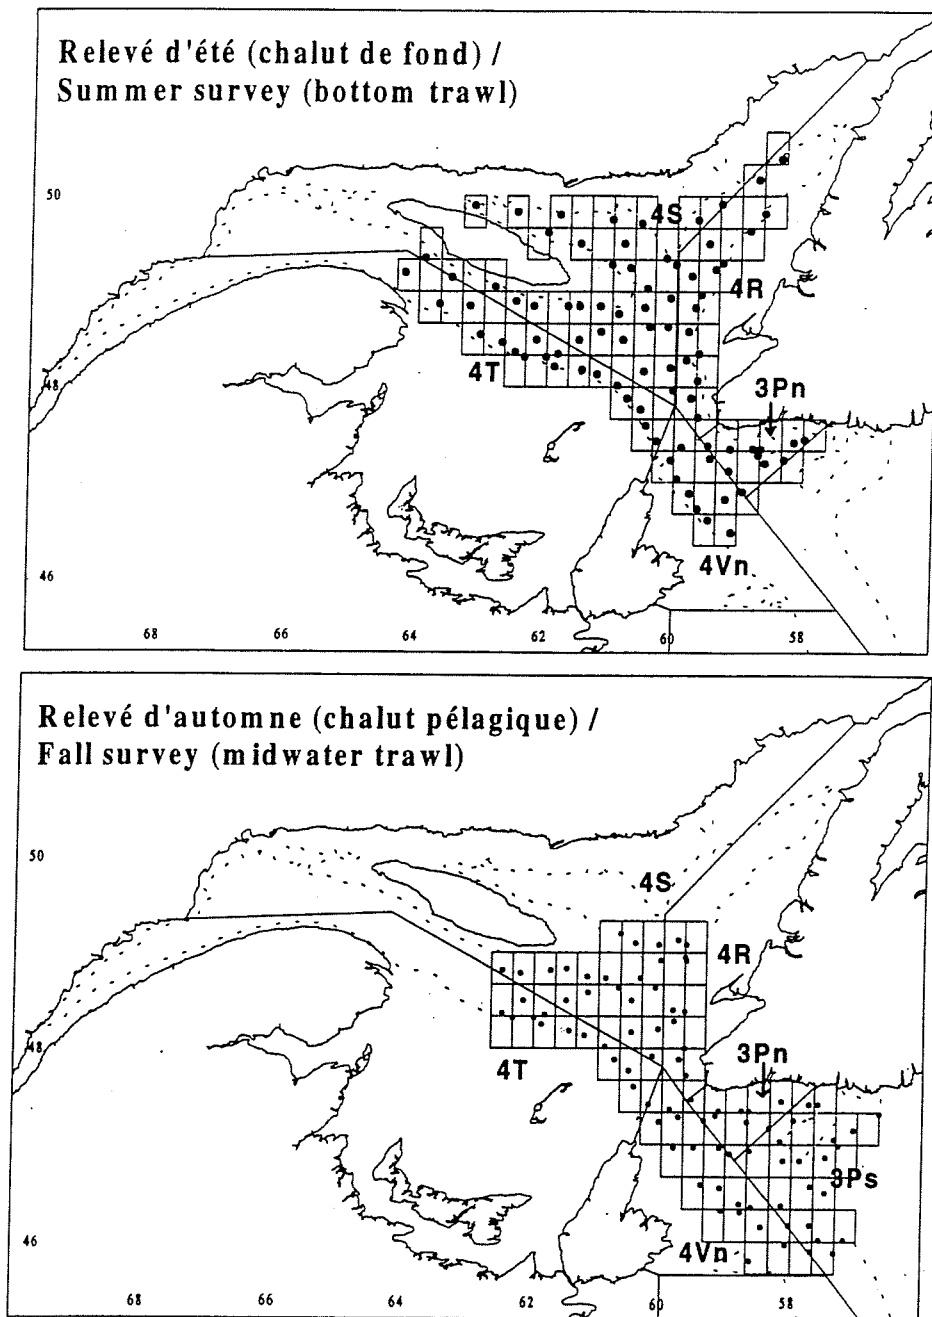 Relevé d'été (chalut de fond) /
Summer survey (bottom trawl)
50
4S
4R
4T
48
3Pn
46
4Vn
68
66
64
62
60
58
Relevé d'automne (chalut pélagique) /
Fall survey (midwater trawl)
50
4S
4R
48
4T
3Pn
3Ps
46
4Vn
68
66
64
62
60
58